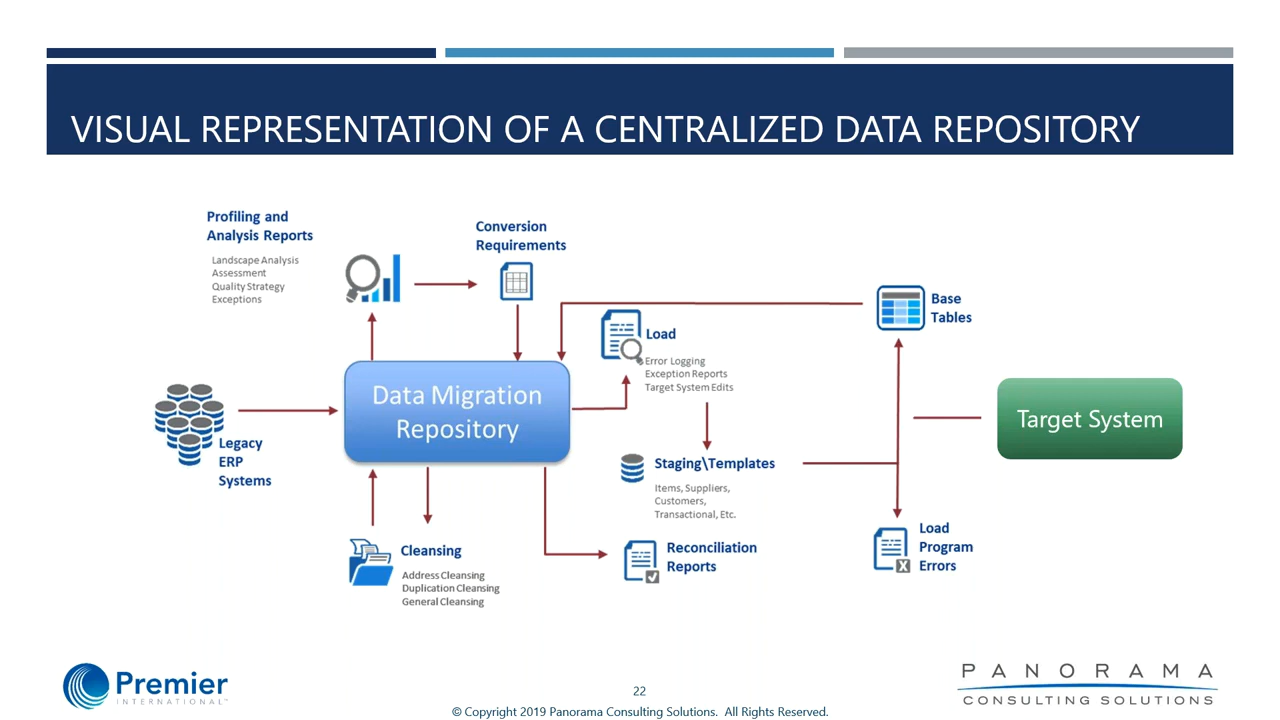 VISUAL REPRESENTATION OF A CENTRALIZED DATA REPOSITORY
Profiling and
Analysis Reports
Landscape Analysis
Assessment
Quality Strategy
Exceptions
Conversion
Requirements
Load
Error Logging
Exception Reports
Target System Edits
Base
Tables
Data Migration
Repository
Target System
Legacy
ERP
Systems
Staging\Templates
Items, Suppliers,
Customers,
Transactional, Etc.
Cleansing
Address Cleansing
Duplication Cleansing
General Cleansing
Reconciliation
Reports
Load
Program
Errors
X
Premier
INTERNATIONAL™
PANORAMA
CONSULTING SOLUTIONS
22
© Copyright 2019 Panorama Consulting Solutions. All Rights Reserved.